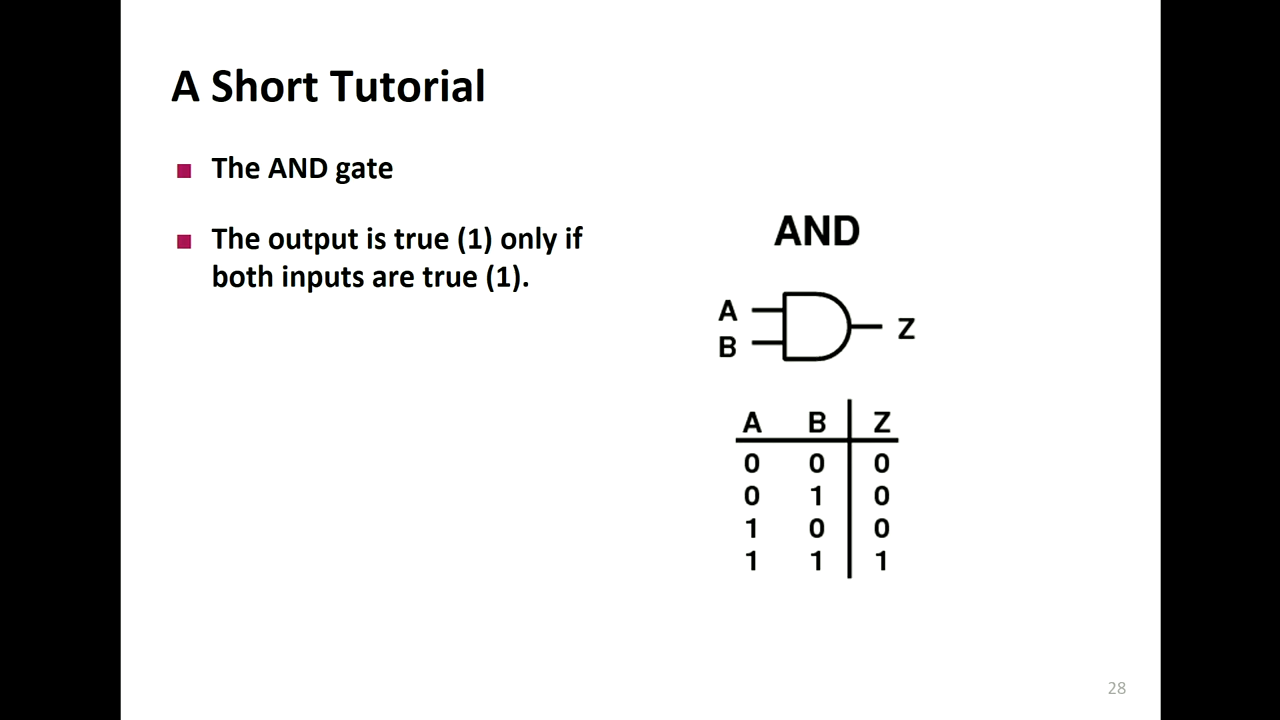 A Short Tutorial
The AND gate
The output is true (1) only if
both inputs are true (1).
AND
A
B
Z
A B Z
0 0 0
0 1 0
1 0 0
1 1 1
28